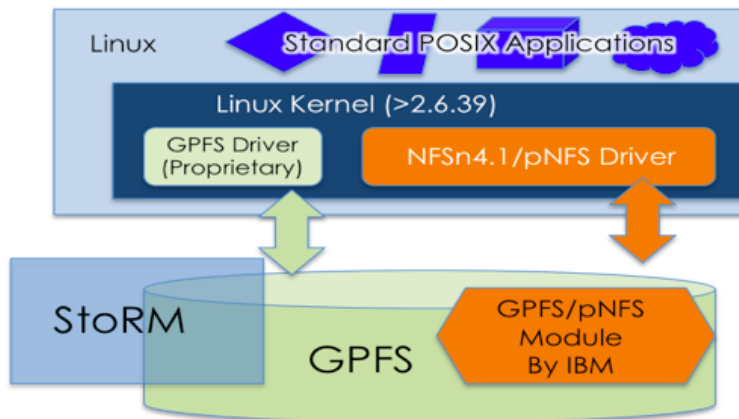 Linux
Standard POSIX Applications
Linux Kernel (>2.6.39)
GPFS Driver
(Proprietary)
NFSn4.1/pNFS Driver
StoRM
GPFS
GPFS/pNFS
Module
By IBM